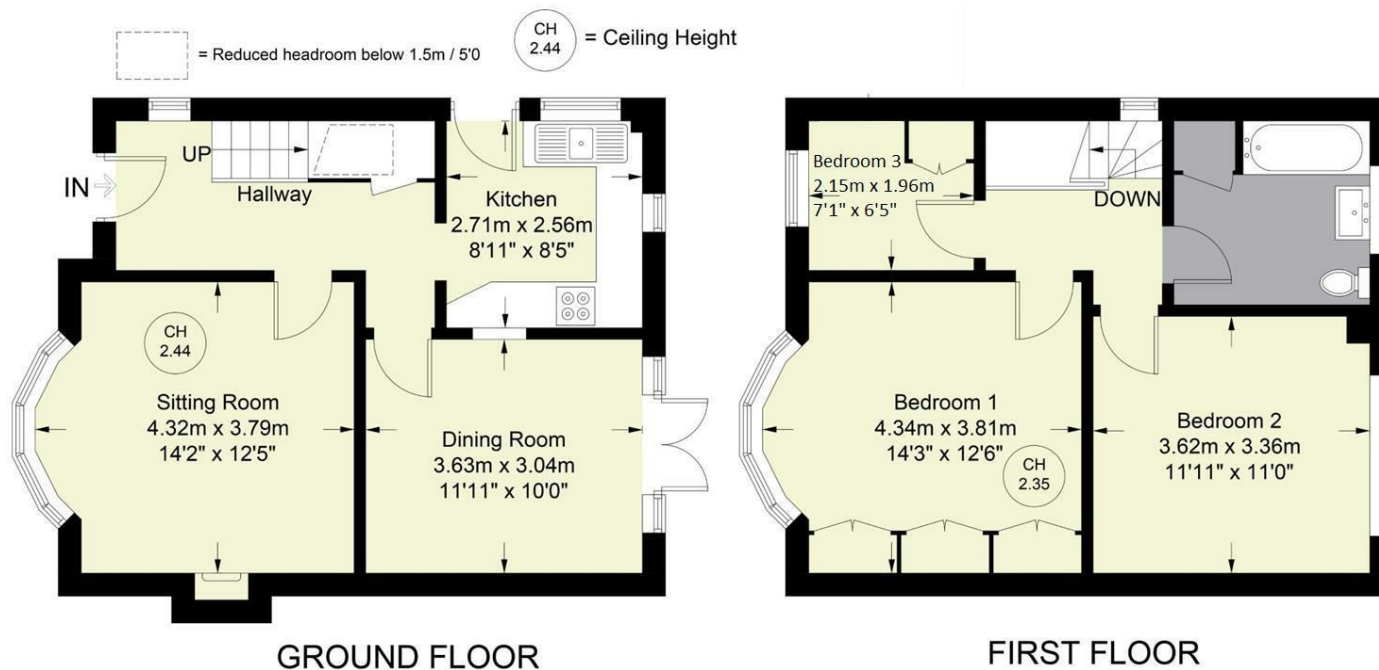 = Reduced headroom below 1.5m / 5'0
CH
2.44
= Ceiling Height
IN
UP
Hallway
Kitchen
2.71m x 2.56m
8'11" x 8'5"
CH
2.44
Sitting Room
4.32m x 3.79m
14'2" x 12'5"
Dining Room
3.63m x 3.04m
11'11" x 10'0"
GROUND FLOOR
Bedroom 3
2.15m x 1.96m
7'1" x 6'5"
DOWN
Bedroom 1
4.34m x 3.81m
14'3" x 12'6"
CH
2.35
Bedroom 2
3.62m x 3.36m
11'11" x 11'0"
FIRST FLOOR